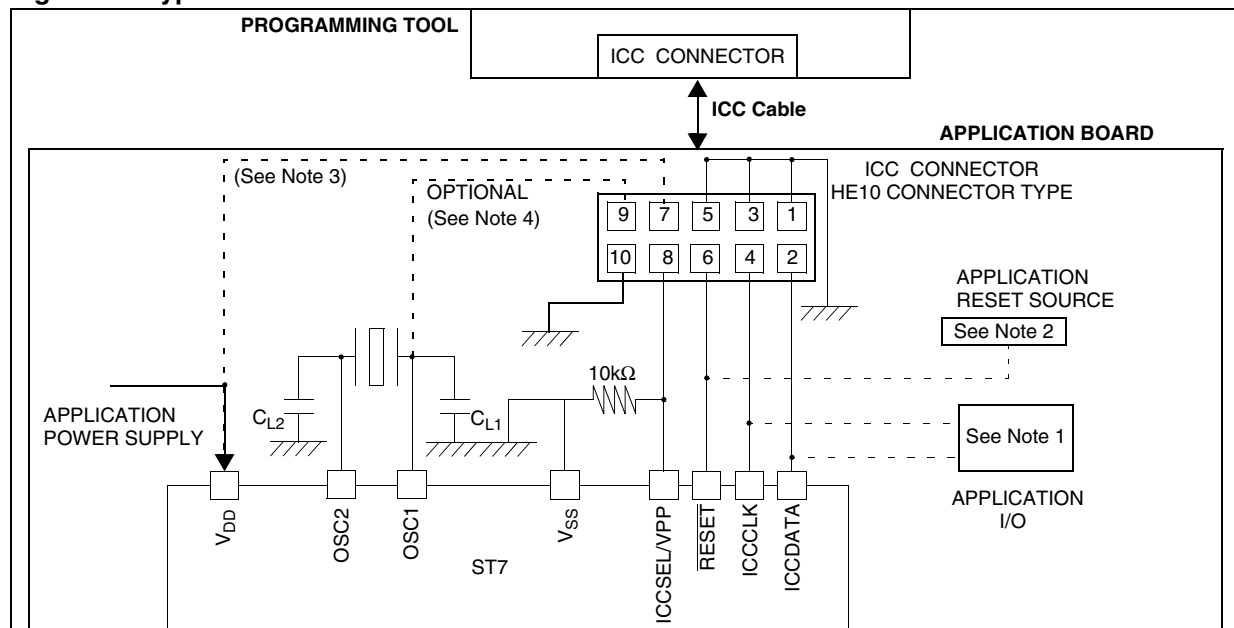 PROGRAMMING TOOL
ICC CONNECTOR
ICC Cable
APPLICATION BOARD
(See Note 3)
OPTIONAL
(See Note 4)
ICC CONNECTOR
HE10 CONNECTOR TYPE
9 7 5 3 1
10 8 6 4 2
APPLICATION
RESET SOURCE
See Note 2
10kΩ
APPLICATION
POWER SUPPLY
CL2
CL1
See Note 1
APPLICATION
I/O
VDD
OSC2
OSC1
VSS
ICCSEL/VPP
RESET
ICCCLK
ICCDATA
ST7